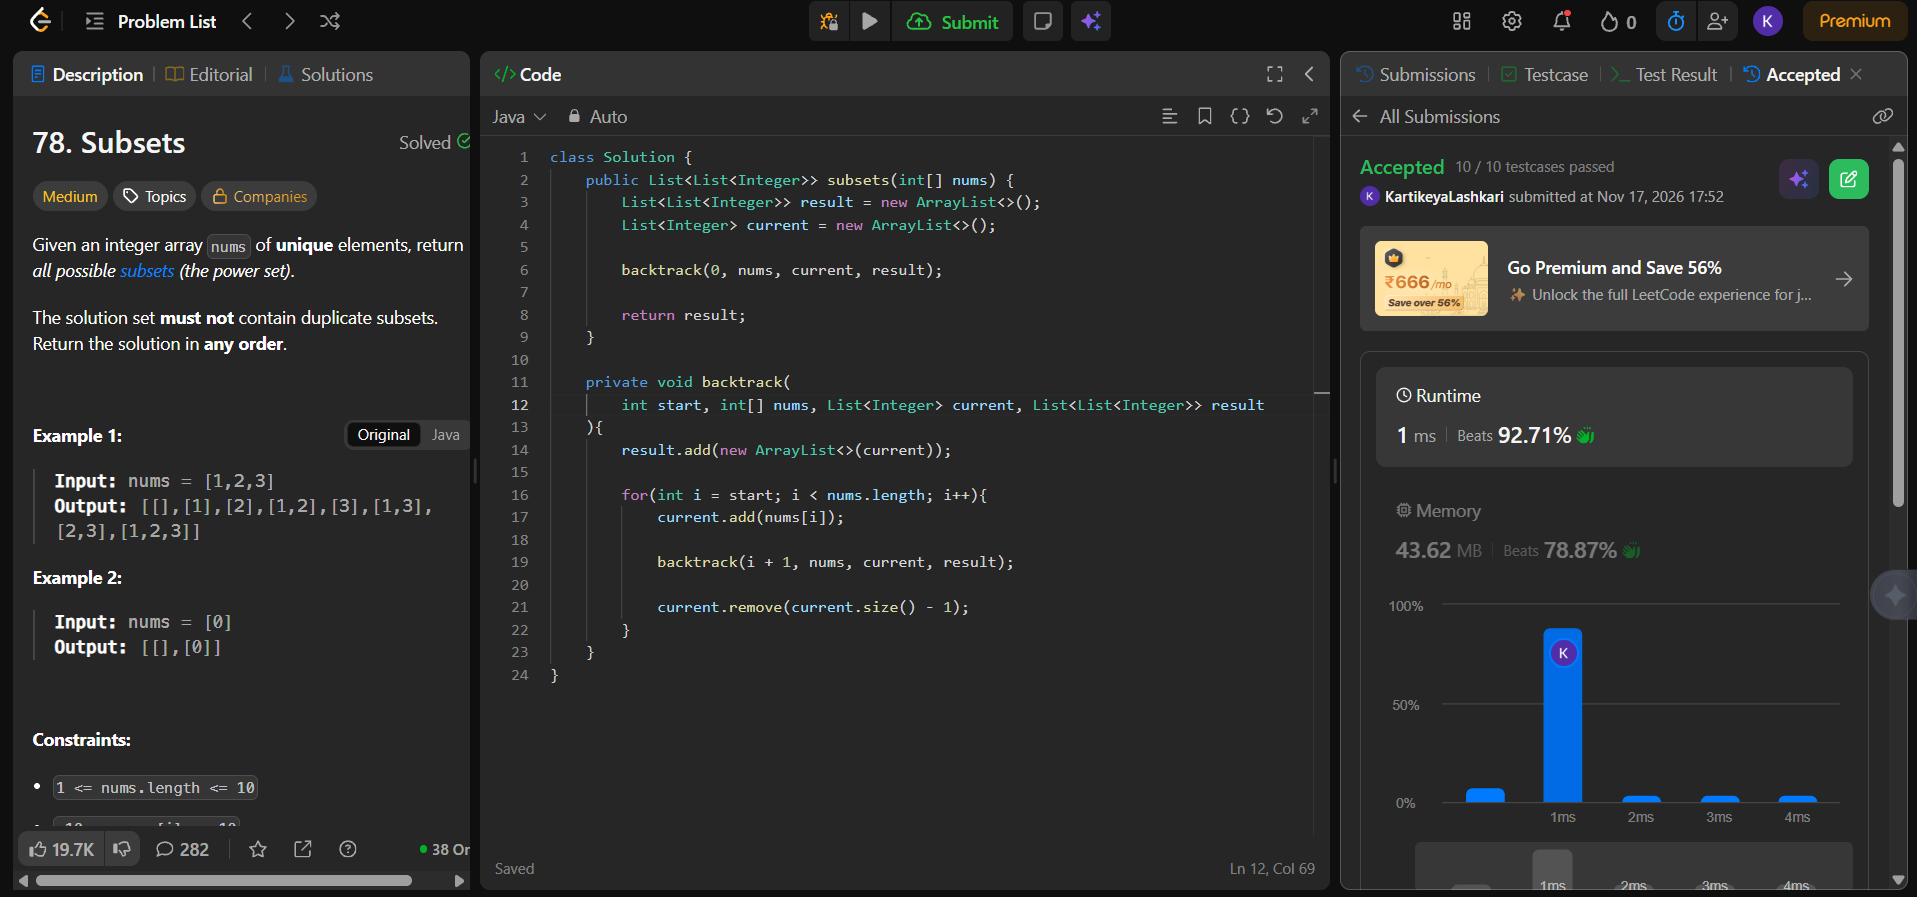 Problem List
Submit
0
K
Premium
Description
Editorial
Solutions
78. Subsets
Solved
Medium
Topics
Companies
Given an integer array nums of unique elements, return
all possible subsets (the power set).
The solution set must not contain duplicate subsets.
Return the solution in any order.
Example 1:
Original
Java
Input: nums = [1,2,3]
Output: [[],[1],[2],[1,2],[3],[1,3],
[2,3],[1,2,3]]
Example 2:
Input: nums = [0]
Output: [[],[0]]
Constraints:
1 <= nums.length <= 10
19.7K
282
38 On
</> Code
Java
Auto
1 class Solution {
2 public List<List<Integer>> subsets(int[] nums) {
3 List<List<Integer>> result = new ArrayList<>();
4 List<Integer> current = new ArrayList<>();
5
6 backtrack(0, nums, current, result);
7
8 return result;
9 }
10
11 private void backtrack(
12 int start, int[] nums, List<Integer> current, List<List<Integer>> result
13 ){
14 result.add(new ArrayList<>(current));
15
16 for(int i = start; i < nums.length; i++){
17 current.add(nums[i]);
18
19 backtrack(i + 1, nums, current, result);
20
21 current.remove(current.size() - 1);
22 }
23 }
24 }
Saved
Ln 12, Col 69
Submissions
Testcase
Test Result
Accepted
All Submissions
Accepted 10 / 10 testcases passed
K KartikeyaLashkari submitted at Nov 17, 2026 17:52
₹666/mo
Save over 56%
Go Premium and Save 56%
Unlock the full LeetCode experience for j...
Runtime
1 ms Beats 92.71%
Memory
43.62 MB Beats 78.87%
100%
50%
0%
K
1ms 2ms 3ms 4ms
1ms 2ms 3ms 4ms